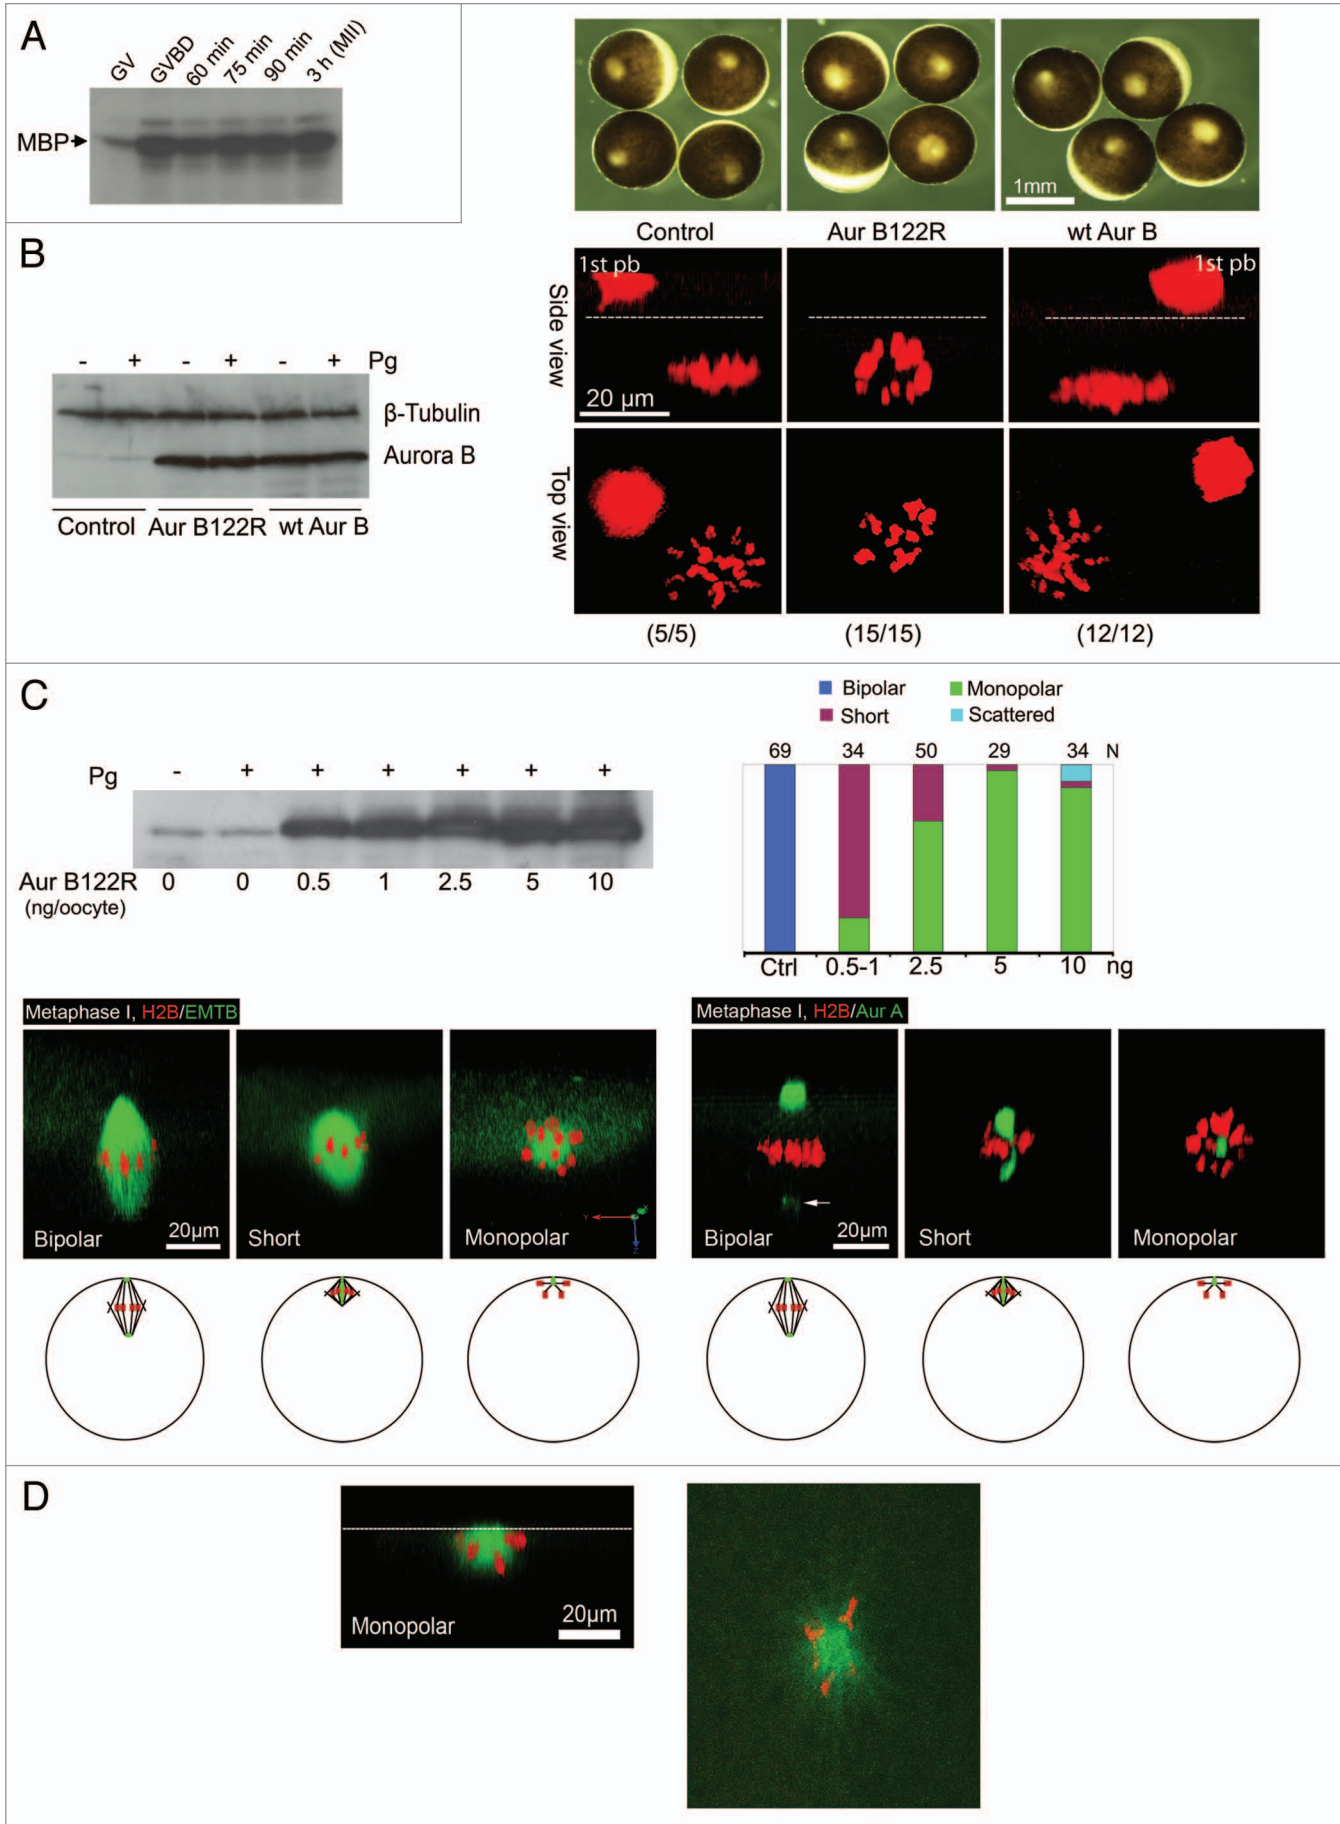 A
GV
GVBD
60 min
75 min
90 min
3 h (MII)
MBP
1mm
Control
Aur B122R
wt Aur B
B
- + - + - + Pg
β-Tubulin
Aurora B
Control Aur B122R wt Aur B
Side view
1st pb
1st pb
20 µm
Top view
(5/5)
(15/15)
(12/12)
C
Pg - + + + + + +
Aur B122R 0 0 0.5 1 2.5 5 10
(ng/oocyte)
Bipolar
Monopolar
Short
Scattered
69 34 50 29 34 N
Ctrl 0.5-1 2.5 5 10 ng
Metaphase I, H2B/EMTB
Bipolar
20µm
Short
Monopolar
Y
X
Z
Metaphase I, H2B/Aur A
Bipolar
20µm
Short
Monopolar
D
Monopolar
20µm